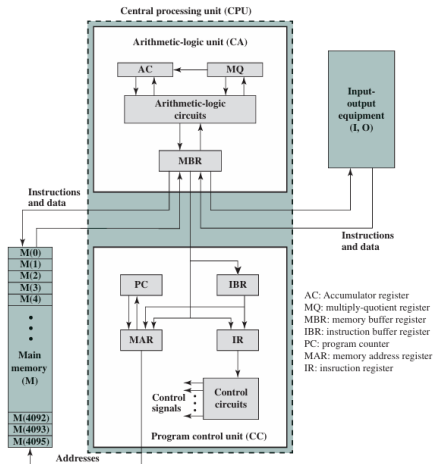 Central processing unit (CPU)
Arithmetic-logic unit (CA)
AC
MQ
Arithmetic-logic
circuits
MBR
Input-
output
equipment
(I, O)
Instructions
and data
Instructions
and data
M(0)
M(1)
M(2)
M(3)
M(4)
Main
memory
(M)
M(4092)
M(4093)
M(4095)
PC
IBR
MAR
IR
Control
signals
Control
circuits
Program control unit (CC)
Addresses
AC: Accumulator register
MQ: multiply-quotient register
MBR: memory buffer register
IBR: instruction buffer register
PC: program counter
MAR: memory address register
IR: insruction register